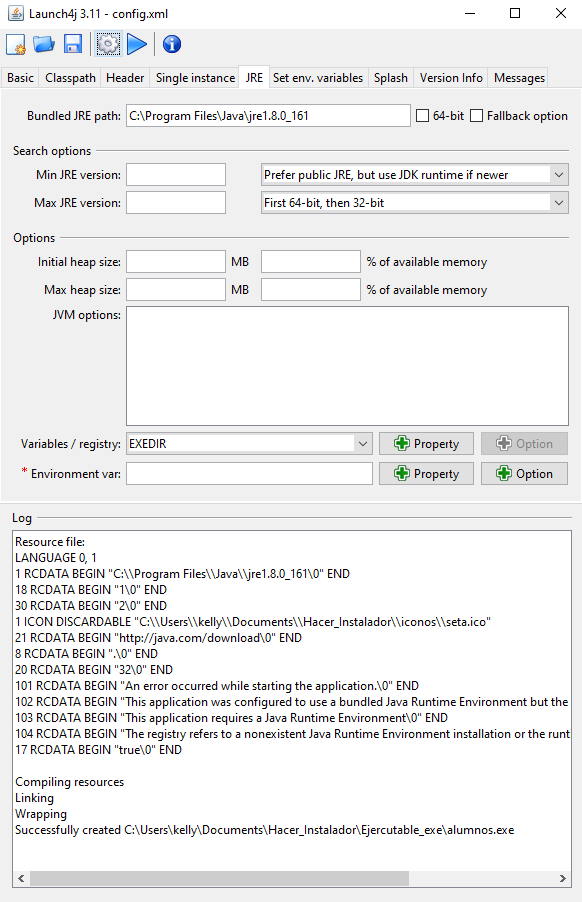 Launch4j 3.11 - config.xml
Basic Classpath Header Single instance JRE Set env. variables Splash Version Info Messages
Bundled JRE path: C:\Program Files\Java\jre1.8.0_161 64-bit Fallback option
Search options
Min JRE version: Prefer public JRE, but use JDK runtime if newer
Max JRE version: First 64-bit, then 32-bit
Options
Initial heap size: MB % of available memory
Max heap size: MB % of available memory
JVM options:
Variables / registry: EXEDIR Property Option
* Environment var: Property Option
Log
Resource file:
LANGUAGE 0, 1
1 RCDATA BEGIN "C:\\Program Files\\Java\\jre1.8.0_161\0" END
18 RCDATA BEGIN "1\0" END
30 RCDATA BEGIN "2\0" END
1 ICON DISCARDABLE "C:\\Users\\kelly\\Documents\\Hacer_Instalador\\iconos\\seta.ico"
21 RCDATA BEGIN "http://java.com/download\0" END
8 RCDATA BEGIN ".\0" END
20 RCDATA BEGIN "32\0" END
101 RCDATA BEGIN "An error occurred while starting the application.\0" END
102 RCDATA BEGIN "This application was configured to use a bundled Java Runtime Environment but the
103 RCDATA BEGIN "This application requires a Java Runtime Environment\0" END
104 RCDATA BEGIN "The registry refers to a nonexistent Java Runtime Environment installation or the runt
17 RCDATA BEGIN "true\0" END
Compiling resources
Linking
Wrapping
Successfully created C:\Users\kelly\Documents\Hacer_Instalador\Ejercutable_exe\alumnos.exe